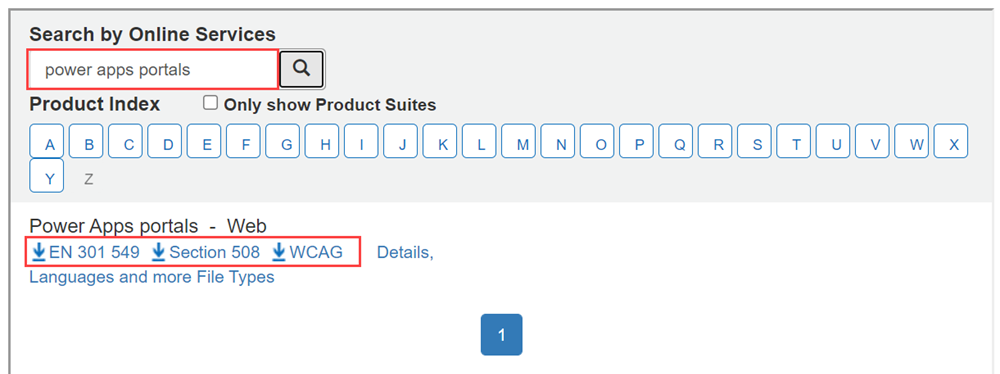 Search by Online Services
power apps portals
Product Index Only show Product Suites
A B C D E F G H I J K L M N O P Q R S T U V W X
Y Z
Power Apps portals - Web
EN 301 549 Section 508 WCAG Details,
Languages and more File Types
1